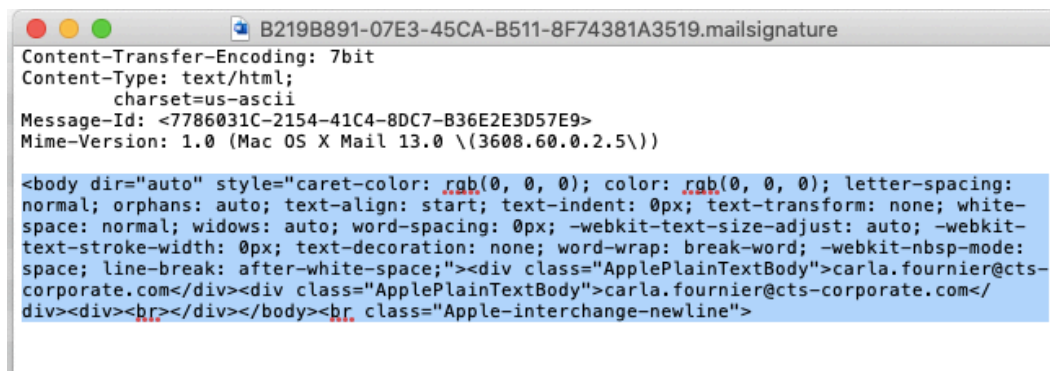 B219B891-07E3-45CA-B511-8F74381A3519.mailsignature
Content-Transfer-Encoding: 7bit
Content-Type: text/html;
charset=us-ascii
Message-Id: <7786031C-2154-41C4-8DC7-B36E2E3D57E9>
Mime-Version: 1.0 (Mac OS X Mail 13.0 \(3608.60.0.2.5\))
<body dir="auto" style="caret-color: rgb(0, 0, 0); color: rgb(0, 0, 0); letter-spacing:
normal; orphans: auto; text-align: start; text-indent: 0px; text-transform: none; white-
space: normal; widows: auto; word-spacing: 0px; -webkit-text-size-adjust: auto; -webkit-
text-stroke-width: 0px; text-decoration: none; word-wrap: break-word; -webkit-nbsp-mode:
space; line-break: after-white-space;"><div class="ApplePlainTextBody">carla.fournier@cts-
corporate.com</div><div class="ApplePlainTextBody">carla.fournier@cts-corporate.com</
div><div><br></div></body><br class="Apple-interchange-newline">